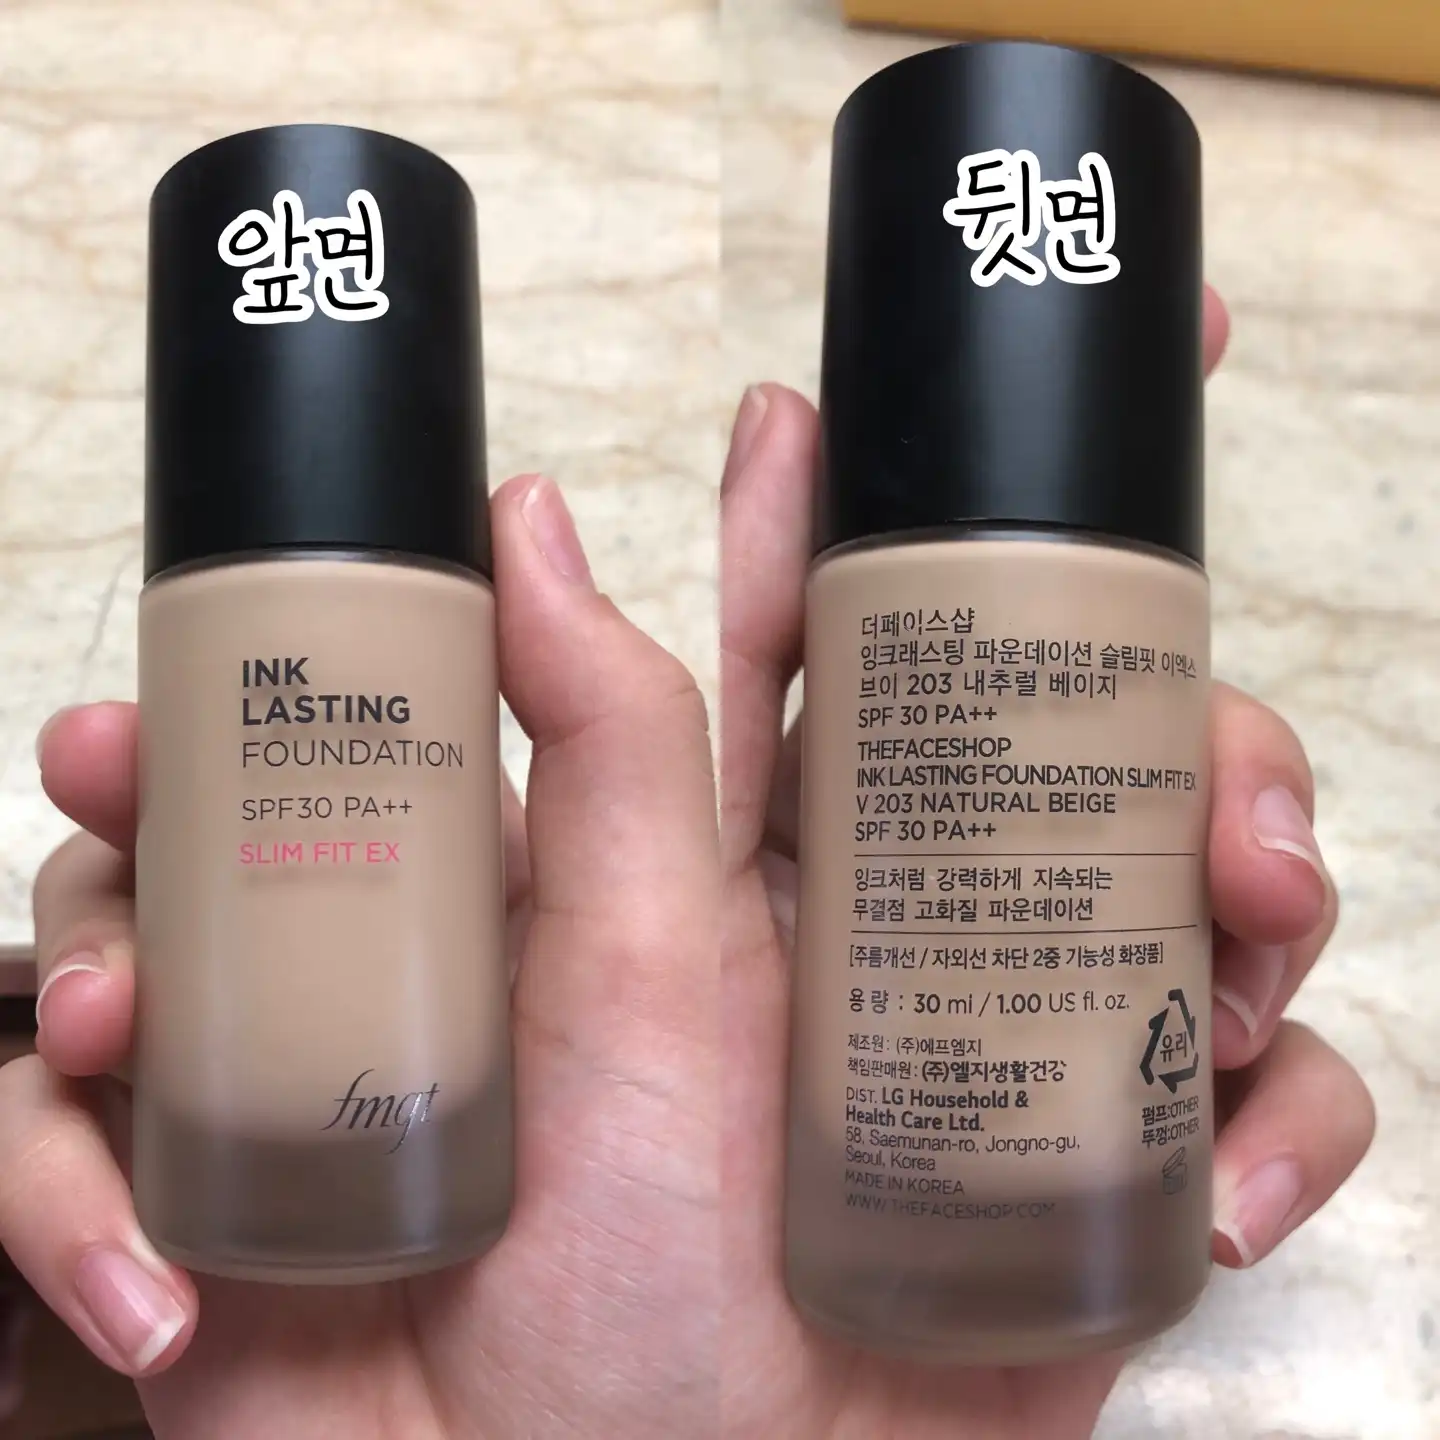 앞면
INK
LASTING
FOUNDATION
SPF30 PA++
SLIM FIT EX
fmgt
뒷면
더페이스샵
잉크래스팅 파운데이션 슬림핏 이엑스
브이 203 내추럴 베이지
SPF 30 PA++
THEFACESHOP
INK LASTING FOUNDATION SLIM FIT EX
V 203 NATURAL BEIGE
SPF 30 PA++
잉크처럼 강력하게 지속되는
무결점 고화질 파운데이션
[주름개선 / 자외선 차단 2중 기능성 화장품]
용량 : 30 ml / 1.00 US fl. oz.
제조원: (주)에프엠지
책임판매원: (주)엘지생활건강
DIST. LG Household &
Health Care Ltd.
58, Saemunan-ro, Jongno-gu,
Seoul, Korea
MADE IN KOREA
WWW.THEFACESHOP.COM
유리
펌프:OTHER
뚜껑:OTHER